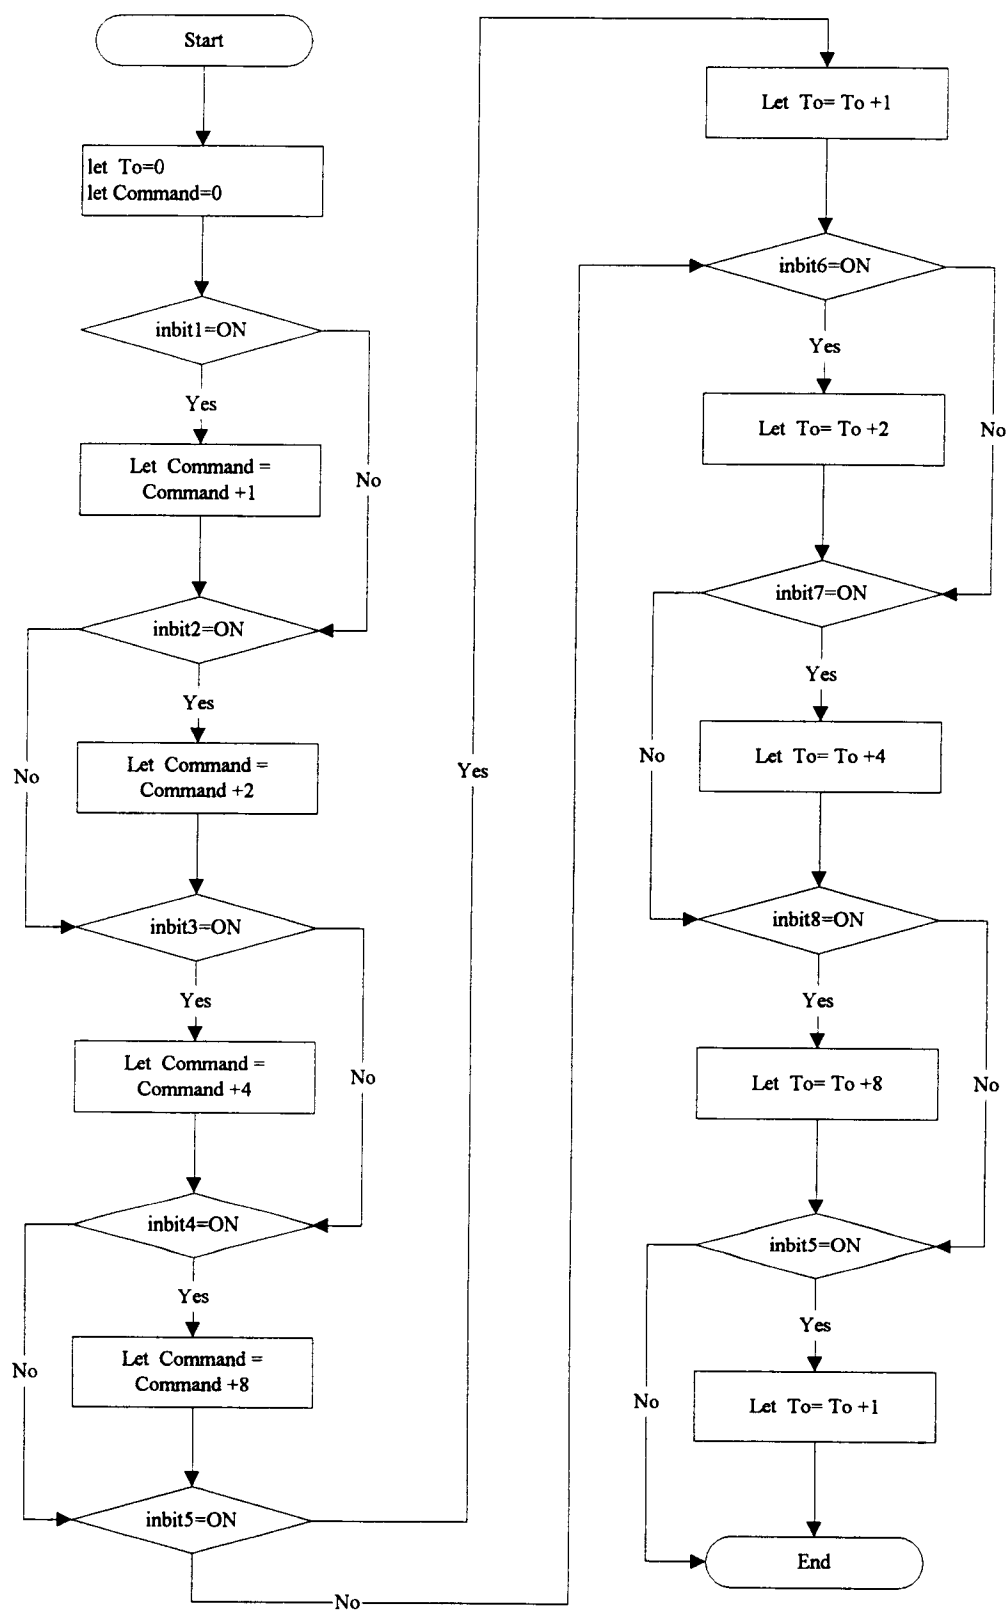 Start
let To=0
let Command=0
inbit1=ON
Yes
No
Let Command =
Command +1
inbit2=ON
Yes
No
Let Command =
Command +2
inbit3=ON
Yes
No
Let Command =
Command +4
inbit4=ON
Yes
No
Let Command =
Command +8
inbit5=ON
Yes
No
Let To= To +1
inbit6=ON
Yes
No
Let To= To +2
inbit7=ON
Yes
No
Let To= To +4
inbit8=ON
Yes
No
Let To= To +8
inbit5=ON
Yes
No
Let To= To +1
End